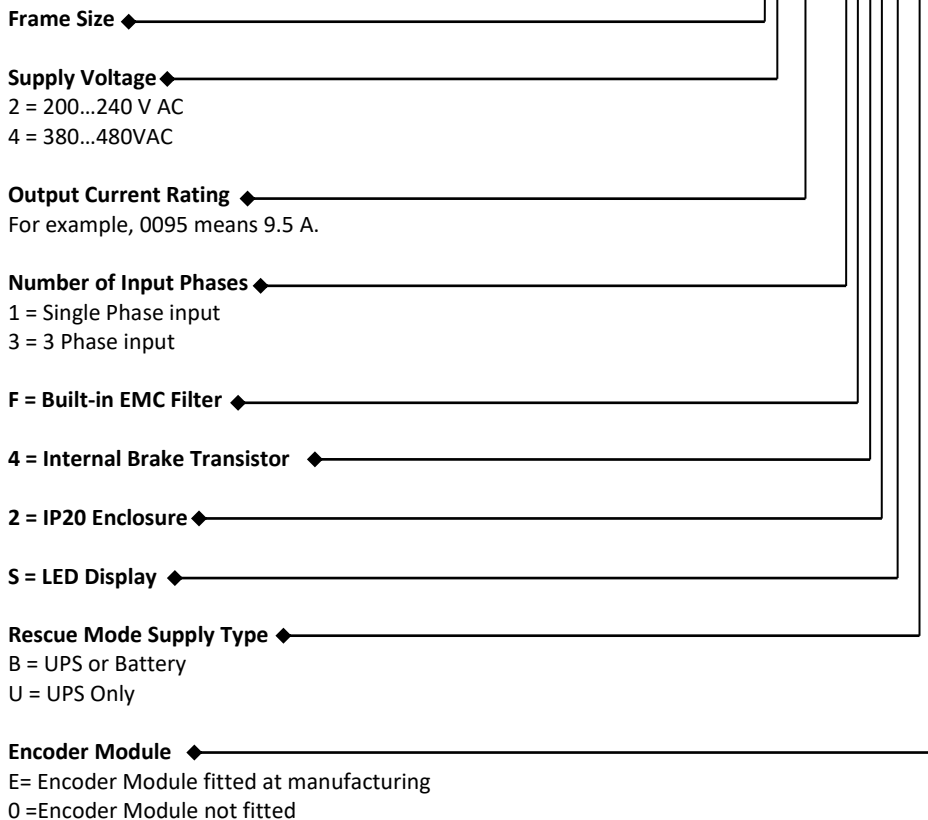 Frame Size
Supply Voltage
2 = 200…240 V AC
4 = 380…480VAC
Output Current Rating
For example, 0095 means 9.5 A.
Number of Input Phases
1 = Single Phase input
3 = 3 Phase input
F = Built-in EMC Filter
4 = Internal Brake Transistor
2 = IP20 Enclosure
S = LED Display
Rescue Mode Supply Type
B = UPS or Battery
U = UPS Only
Encoder Module
E= Encoder Module fitted at manufacturing
0 =Encoder Module not fitted